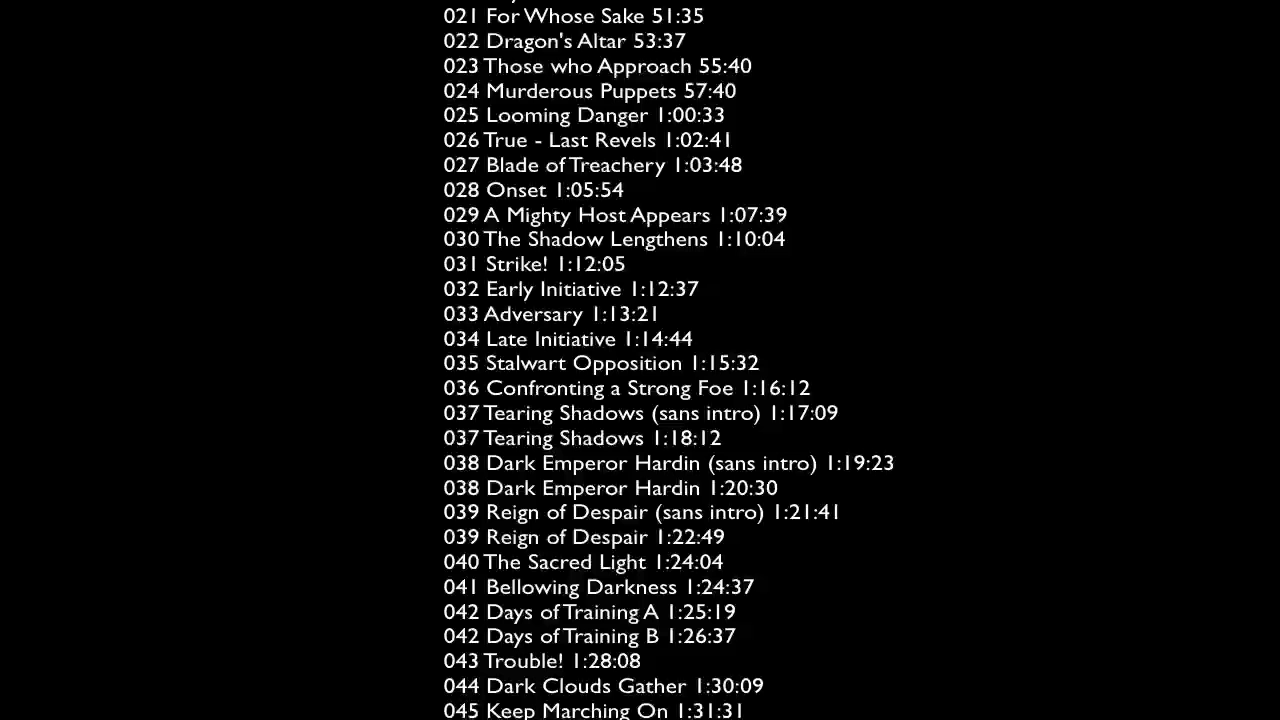 021 For Whose Sake 51:35
022 Dragon's Altar 53:37
023 Those who Approach 55:40
024 Murderous Puppets 57:40
025 Looming Danger 1:00:33
026 True - Last Revels 1:02:41
027 Blade of Treachery 1:03:48
028 Onset 1:05:54
029 A Mighty Host Appears 1:07:39
030 The Shadow Lengthens 1:10:04
031 Strike! 1:12:05
032 Early Initiative 1:12:37
033 Adversary 1:13:21
034 Late Initiative 1:14:44
035 Stalwart Opposition 1:15:32
036 Confronting a Strong Foe 1:16:12
037 Tearing Shadows (sans intro) 1:17:09
037 Tearing Shadows 1:18:12
038 Dark Emperor Hardin (sans intro) 1:19:23
038 Dark Emperor Hardin 1:20:30
039 Reign of Despair (sans intro) 1:21:41
039 Reign of Despair 1:22:49
040 The Sacred Light 1:24:04
041 Bellowing Darkness 1:24:37
042 Days of Training A 1:25:19
042 Days of Training B 1:26:37
043 Trouble! 1:28:08
044 Dark Clouds Gather 1:30:09
045 Keep Marching On 1:31:31